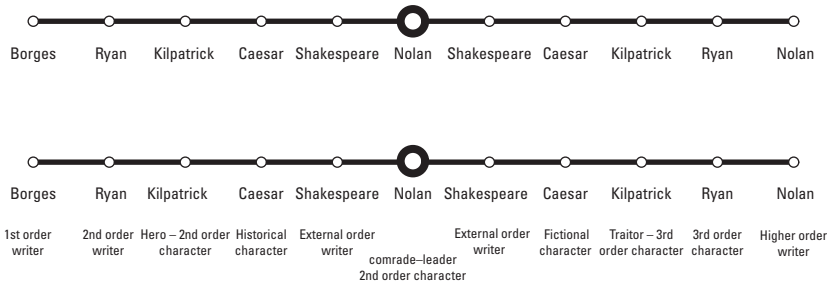 Borges Ryan Kilpatrick Caesar Shakespeare Nolan Shakespeare Caesar Kilpatrick Ryan Nolan
Borges Ryan Kilpatrick Caesar Shakespeare Nolan Shakespeare Caesar Kilpatrick Ryan Nolan
1st order
writer
2nd order
writer
Hero – 2nd order
character
Historical
character
External order
writer
comrade–leader
2nd order character
External order
writer
Fictional
character
Traitor – 3rd
order character
3rd order
character
Higher order
writer